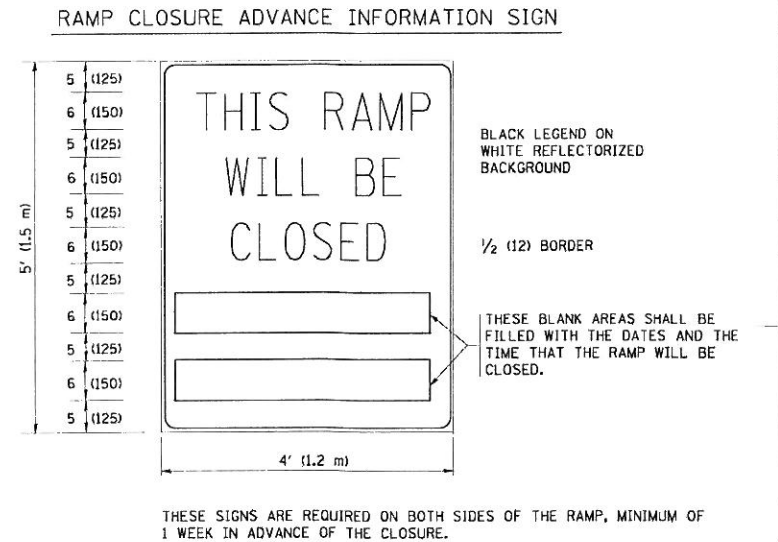 RAMP CLOSURE ADVANCE INFORMATION SIGN
5 (125)
6 (150)
5 (125)
6 (150)
5 (125)
6 (150)
5 (125)
6 (150)
5 (125)
6 (150)
5 (125)
5' (1.5 m)
THIS RAMP
WILL BE
CLOSED
BLACK LEGEND ON
WHITE REFLECTORIZED
BACKGROUND
1/2 (12) BORDER
THESE BLANK AREAS SHALL BE
FILLED WITH THE DATES AND THE
TIME THAT THE RAMP WILL BE
CLOSED.
4' (1.2 m)
THESE SIGNS ARE REQUIRED ON BOTH SIDES OF THE RAMP, MINIMUM OF
1 WEEK IN ADVANCE OF THE CLOSURE.